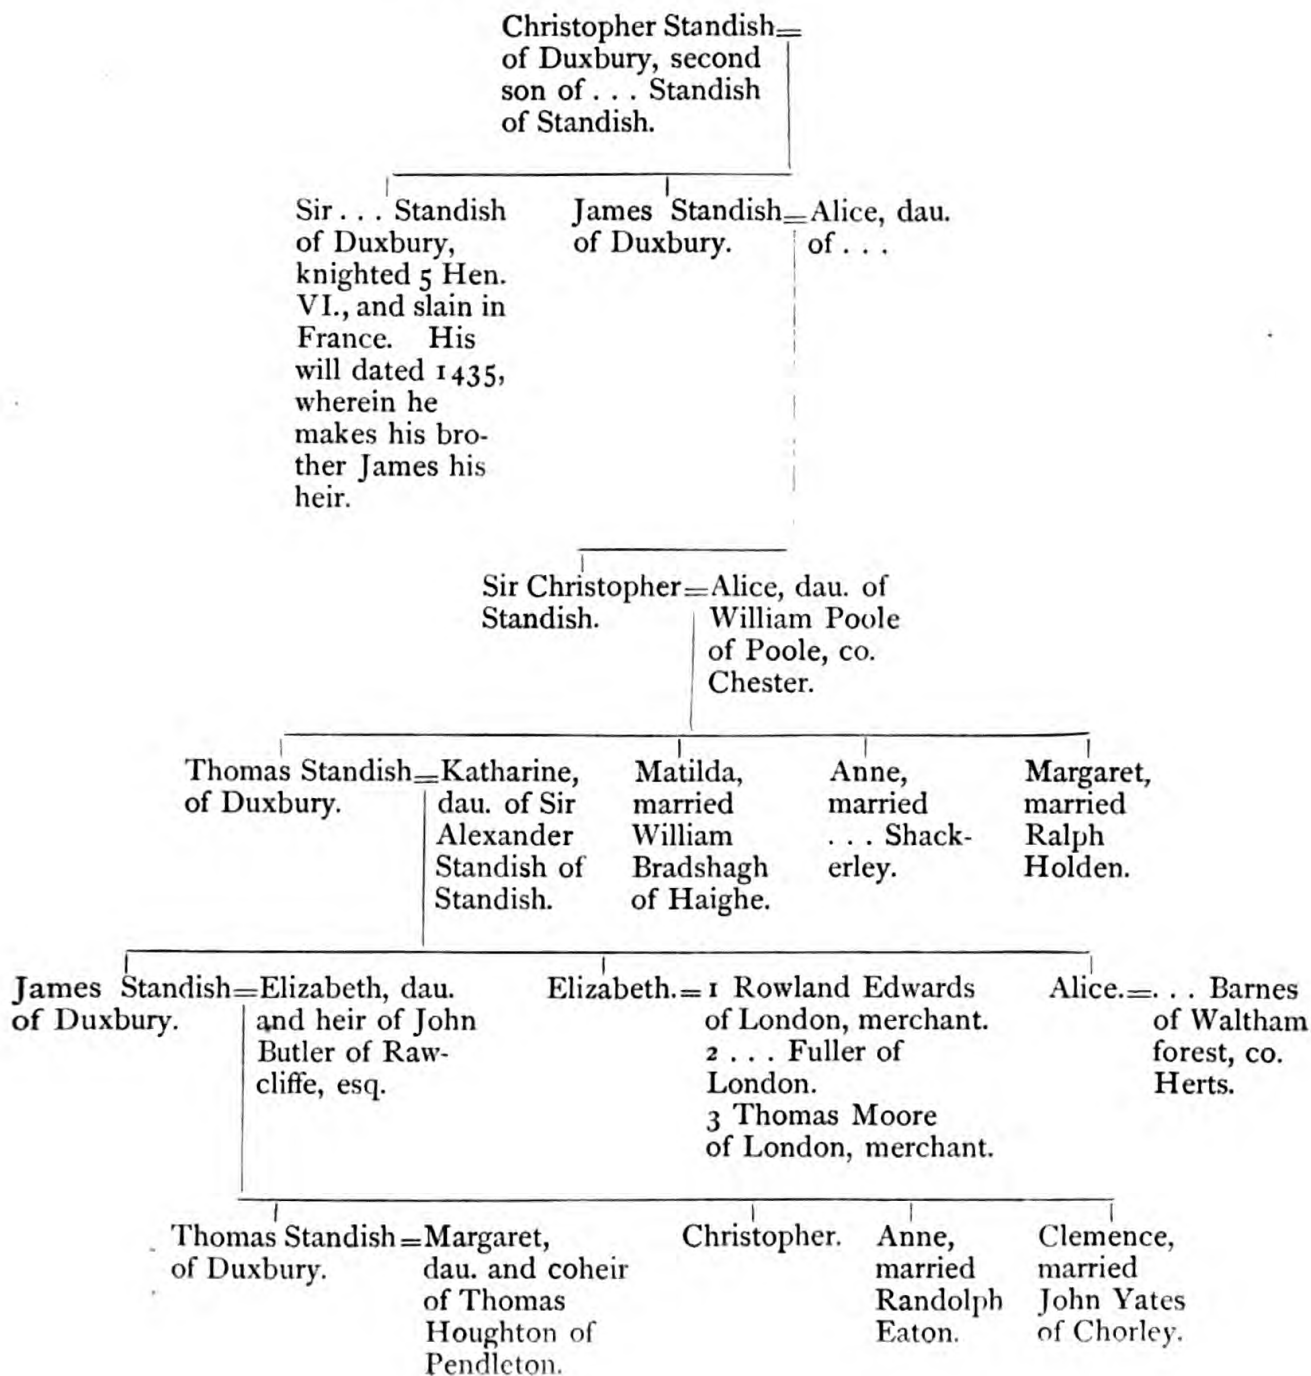 Christopher Standish=
of Duxbury, second
son of . . . Standish
of Standish.
Sir . . . Standish
of Duxbury,
knighted 5 Hen.
VI., and slain in
France. His
will dated 1435,
wherein he
makes his bro-
ther James his
heir.
James Standish=Alice, dau.
of Duxbury. of . . .
Sir Christopher=Alice, dau. of
Standish. William Poole
of Poole, co.
Chester.
Thomas Standish=Katharine,
of Duxbury. dau. of Sir
Alexander
Standish of
Standish.
Matilda,
married
William
Bradshagh
of Haighe.
Anne,
married
. . . Shack-
erley.
Margaret,
married
Ralph
Holden.
James Standish=Elizabeth, dau.
of Duxbury. and heir of John
Butler of Raw-
cliffe, esq.
Elizabeth.=1 Rowland Edwards
of London, merchant.
2 . . . Fuller of
London.
3 Thomas Moore
of London, merchant.
Alice.=. . . Barnes
of Waltham
forest, co.
Herts.
Thomas Standish=Margaret,
of Duxbury. dau. and coheir
of Thomas
Houghton of
Pendleton.
Christopher.
Anne,
married
Randolph
Eaton.
Clemence,
married
John Yates
of Chorley.